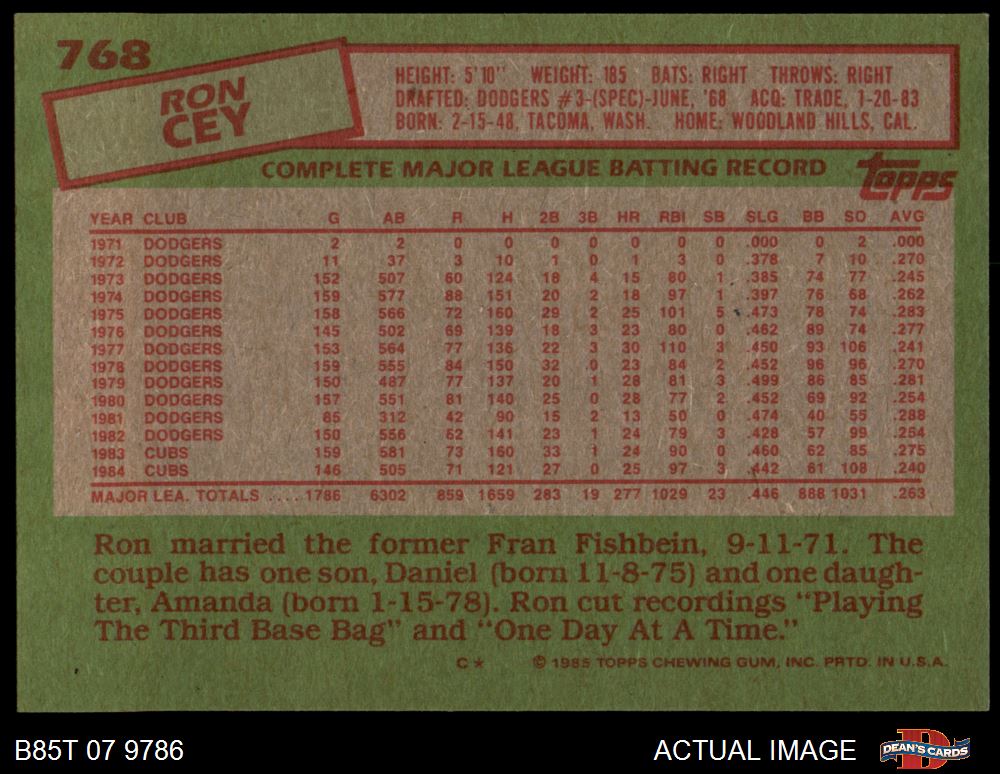 768
RON
CEY
HEIGHT: 5'10" WEIGHT: 185 BATS: RIGHT THROWS: RIGHT
DRAFTED: DODGERS #3-(SPEC)-JUNE, '68 ACQ: TRADE, 1-20-83
BORN: 2-15-48, TACOMA, WASH. HOME: WOODLAND HILLS, CAL.
COMPLETE MAJOR LEAGUE BATTING RECORD
topps
YEAR CLUB G AB R H 2B 3B HR RBI SB SLG BB SO AVG
1971 DODGERS 2 2 0 0 0 0 0 0 0 .000 0 2 .000
1972 DODGERS 11 37 3 10 1 0 1 3 0 .378 7 10 .270
1973 DODGERS 152 507 60 124 18 4 15 80 1 .385 74 77 .245
1974 DODGERS 159 577 88 151 20 2 18 97 1 .397 76 68 .262
1975 DODGERS 158 566 72 160 29 2 25 101 5 .473 78 74 .283
1976 DODGERS 145 502 69 139 18 3 23 80 0 .462 89 74 .277
1977 DODGERS 153 564 77 136 22 3 30 110 3 .450 93 106 .241
1978 DODGERS 159 555 84 150 32 0 23 84 2 .452 96 96 .270
1979 DODGERS 150 487 77 137 20 1 28 81 3 .499 86 85 .281
1980 DODGERS 157 551 81 140 25 0 28 77 2 .452 69 92 .254
1981 DODGERS 85 312 42 90 15 2 13 50 0 .474 40 55 .288
1982 DODGERS 150 556 62 141 23 1 24 79 3 .428 57 99 .254
1983 CUBS 159 581 73 160 33 1 24 90 0 .460 62 85 .275
1984 CUBS 146 505 71 121 27 0 25 97 3 .442 61 108 .240
MAJOR LEA. TOTALS .... 1786 6302 859 1659 283 19 277 1029 23 .446 888 1031 .263
Ron married the former Fran Fishbein, 9-11-71. The
couple has one son, Daniel (born 11-8-75) and one daugh-
ter, Amanda (born 1-15-78). Ron cut recordings "Playing
The Third Base Bag" and "One Day At A Time."
C* © 1985 TOPPS CHEWING GUM, INC. PRTD. IN U.S.A.
B85T 07 9786 ACTUAL IMAGE DEAN'S CARDS